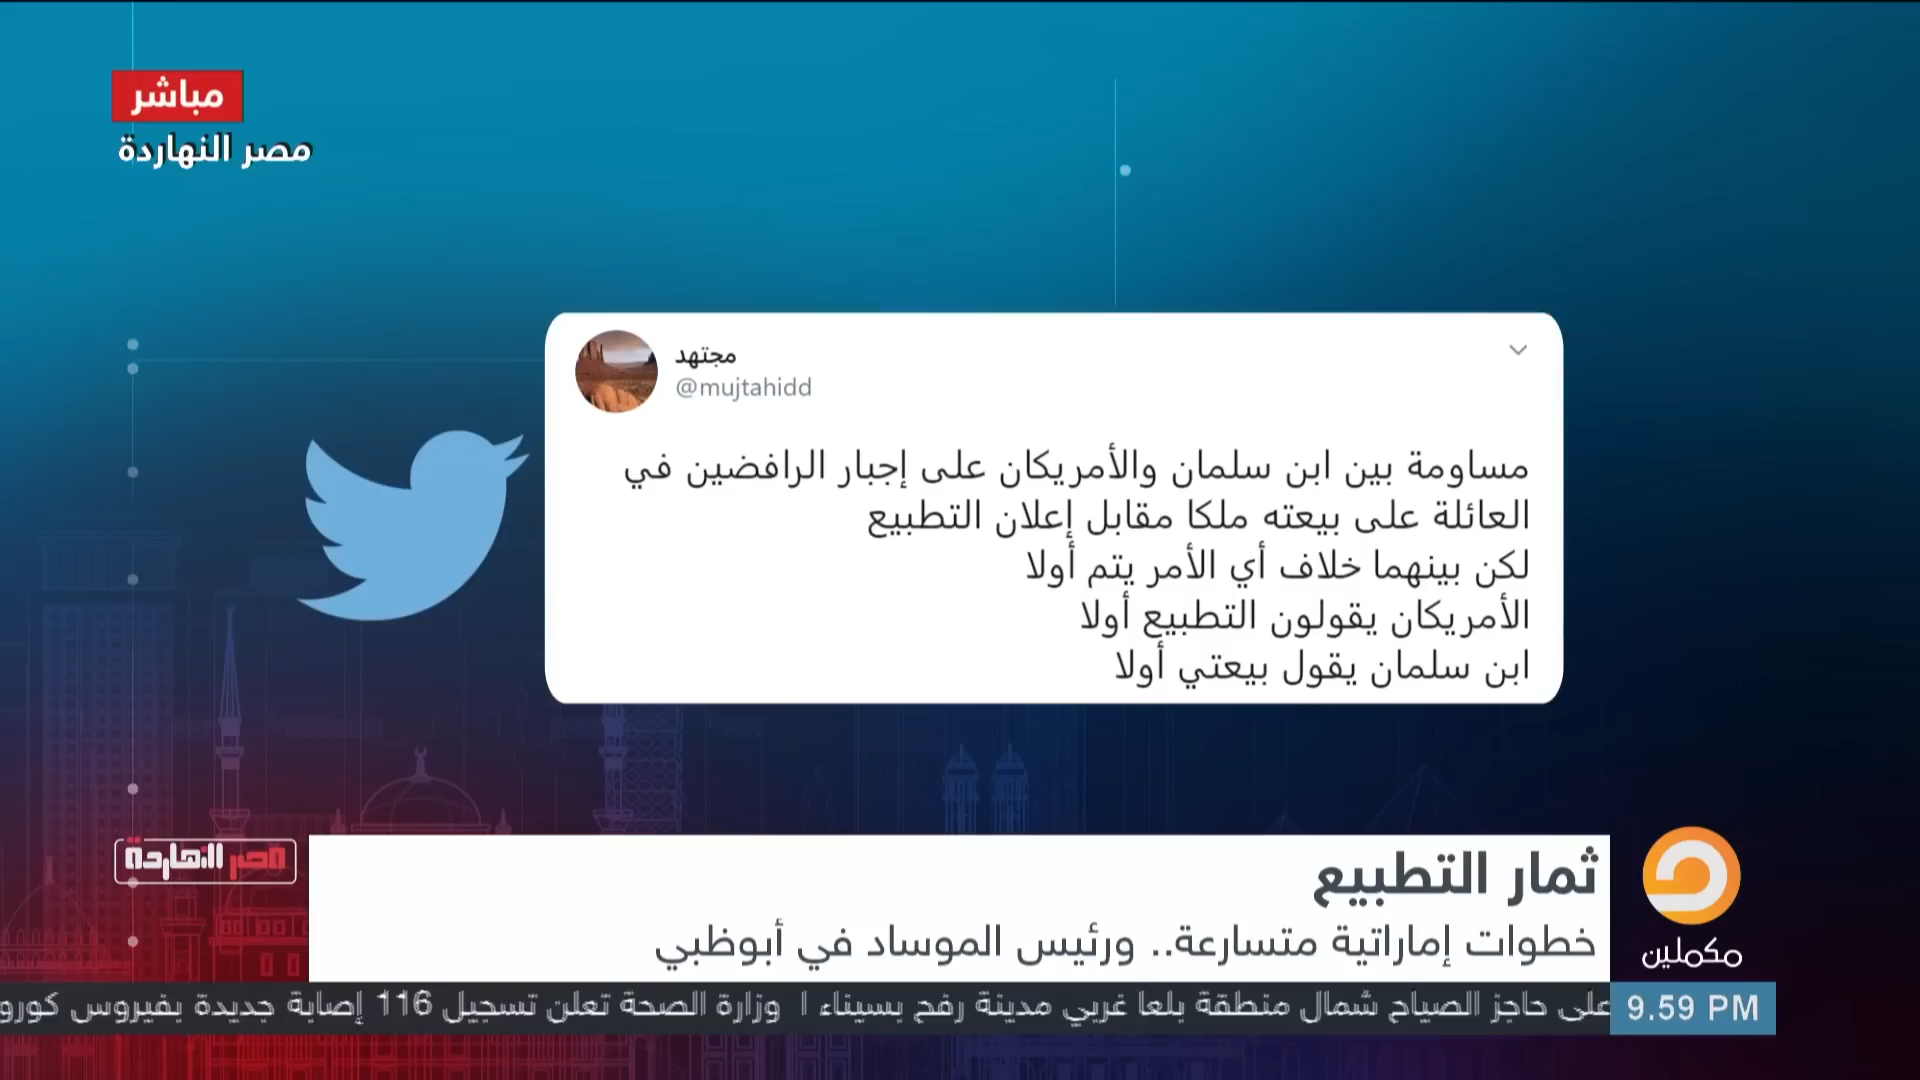 مباشر
مصر النهاردة
مجتهد
@mujtahidd
مساومة بين ابن سلمان والأمريكان على إجبار الرافضين في
العائلة على بيعته ملكا مقابل إعلان التطبيع
لكن بينهما خلاف أي الأمر يتم أولا
الأمريكان يقولون التطبيع أولا
ابن سلمان يقول بيعتي أولا
مصر النهاردة
ثمار التطبيع
خطوات إماراتية متسارعة.. ورئيس الموساد في أبوظبي
مكملين
على حاجز الصياح شمال منطقة بلعا غربي مدينة رفح بسيناء | وزارة الصحة تعلن تسجيل 116 إصابة جديدة بفيروس كورو
9.59 PM